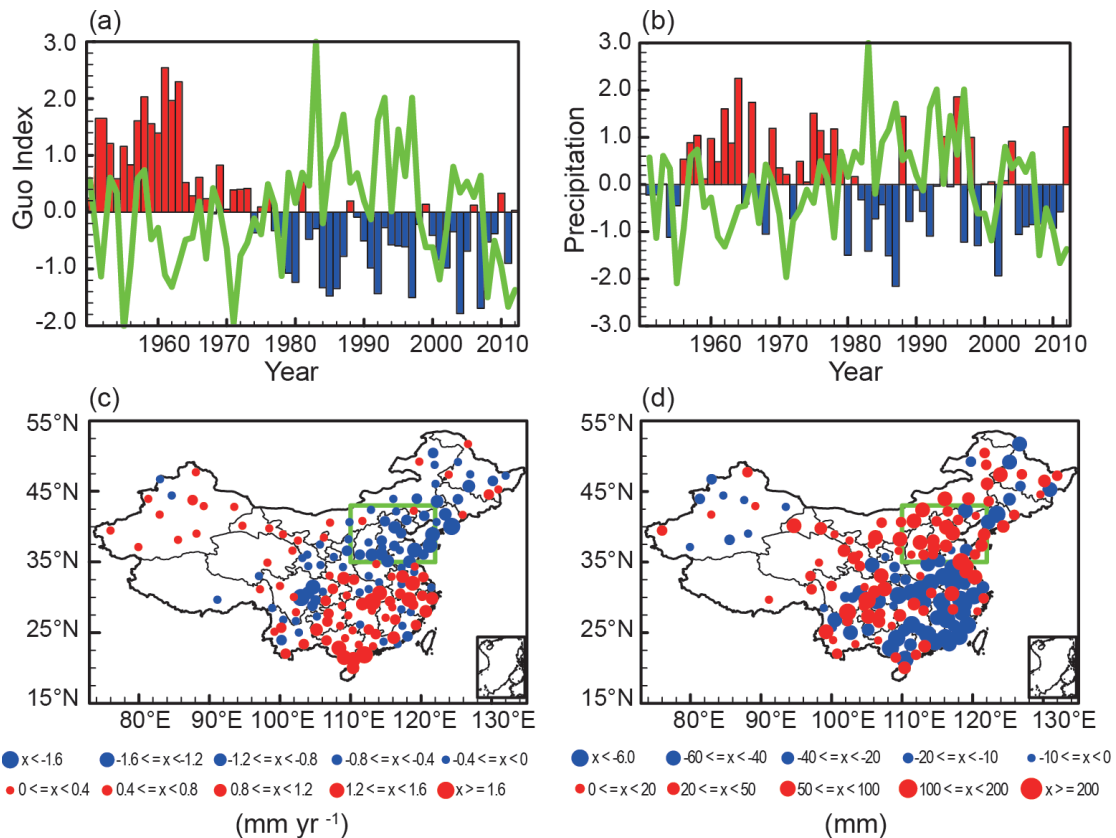 (a) (b)
3.0 3.0
2.0 2.0
1.0 1.0
0.0 0.0
-1.0 -1.0
-2.0 -2.0
-3.0
Guo Index Precipitation
1960 1970 1980 1990 2000 2010 1960 1970 1980 1990 2000 2010
Year Year
(c) (d)
55°N 55°N
45°N 45°N
35°N 35°N
25°N 25°N
15°N 15°N
80°E 90°E 100°E 110°E 120°E 130°E 80°E 90°E 100°E 110°E 120°E 130°E
x<-1.6 -1.6 <=x <-1.2 -1.2 <=x <-0.8 -0.8 <=x <-0.4 -0.4 <=x <0 x <-6.0 -60 <=x <-40 -40 <=x <-20 -20 <=x <-10 -10 <=x <0
0 <=x <0.4 0.4 <=x <0.8 0.8 <=x <1.2 1.2 <=x <1.6 x >= 1.6 0 <=x <20 20 <=x <50 50 <=x <100 100 <=x <200 x >= 200
(mm yr -1) (mm)